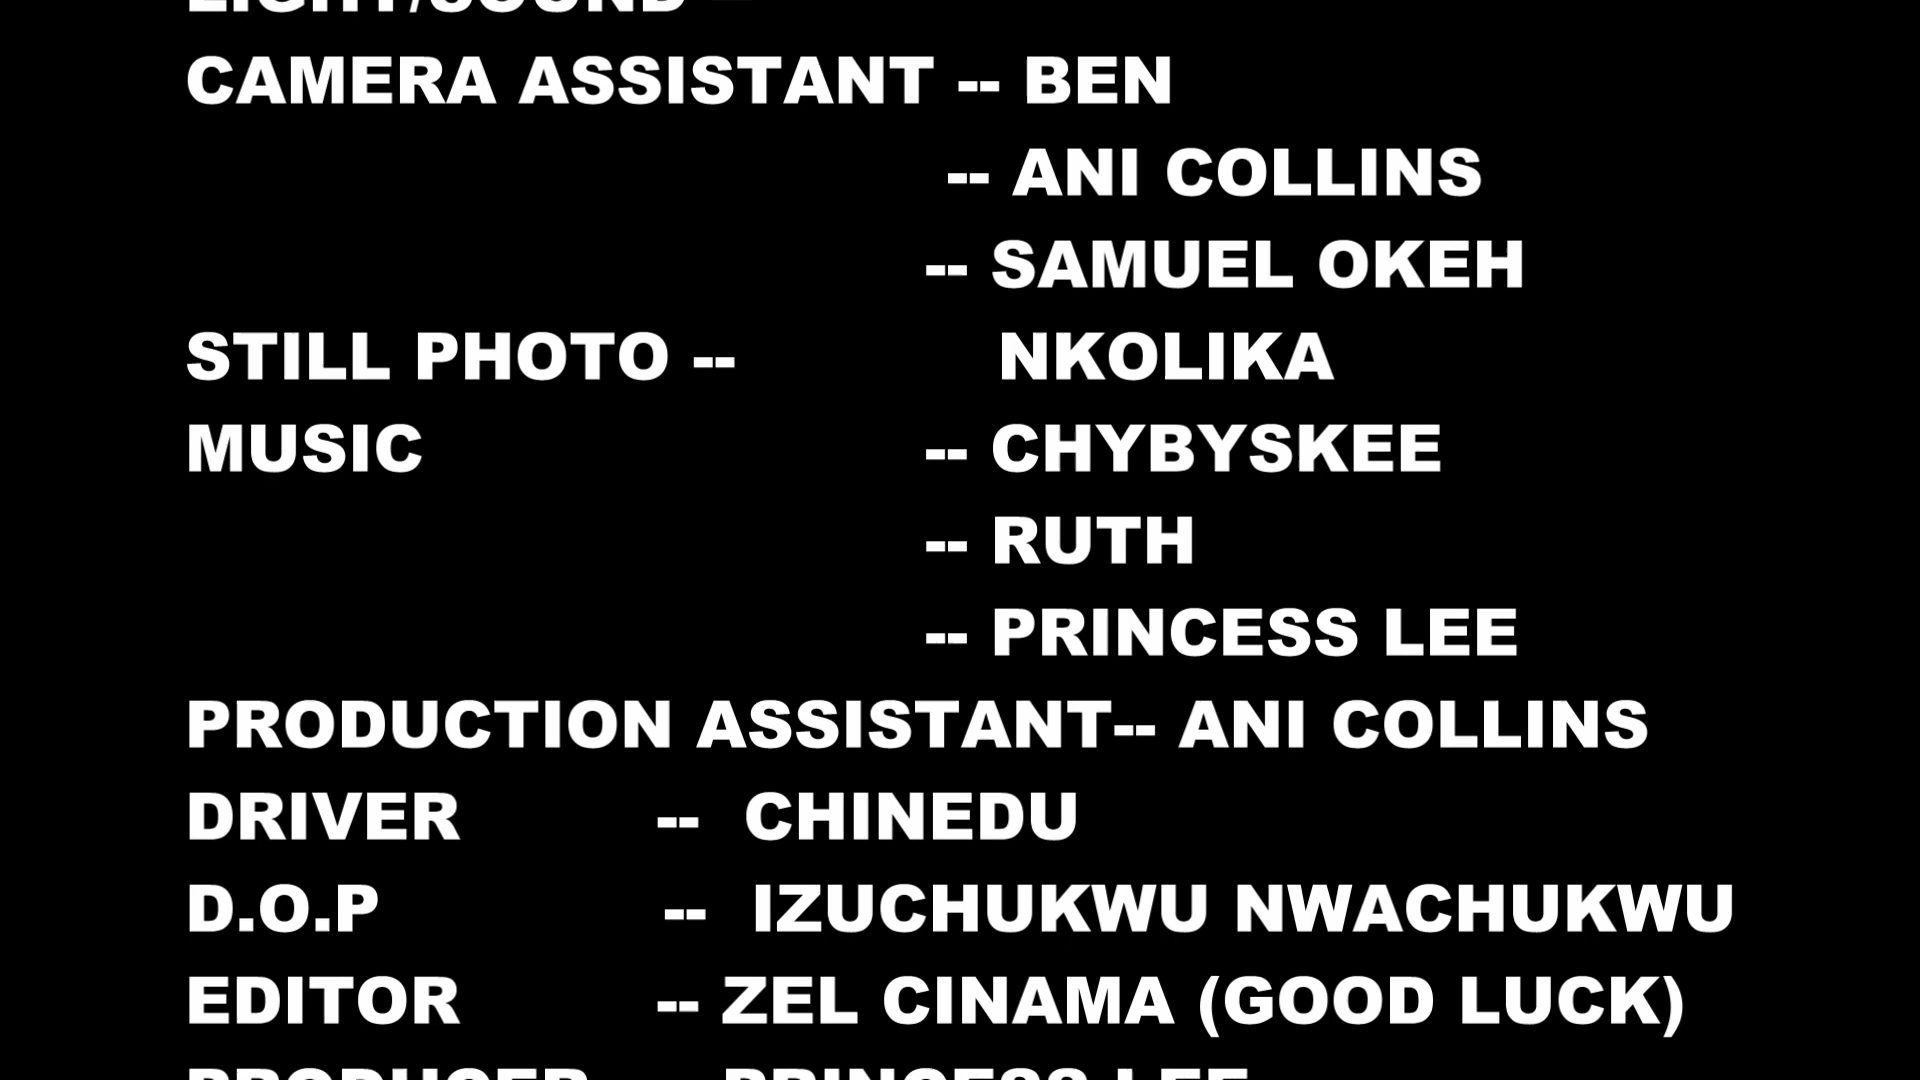 LIGHT/SOUND --
CAMERA ASSISTANT -- BEN
-- ANI COLLINS
-- SAMUEL OKEH
STILL PHOTO -- NKOLIKA
MUSIC -- CHYBYSKEE
-- RUTH
-- PRINCESS LEE
PRODUCTION ASSISTANT-- ANI COLLINS
DRIVER -- CHINEDU
D.O.P -- IZUCHUKWU NWACHUKWU
EDITOR -- ZEL CINAMA (GOOD LUCK)
PRODUCER PRINCESS LEE